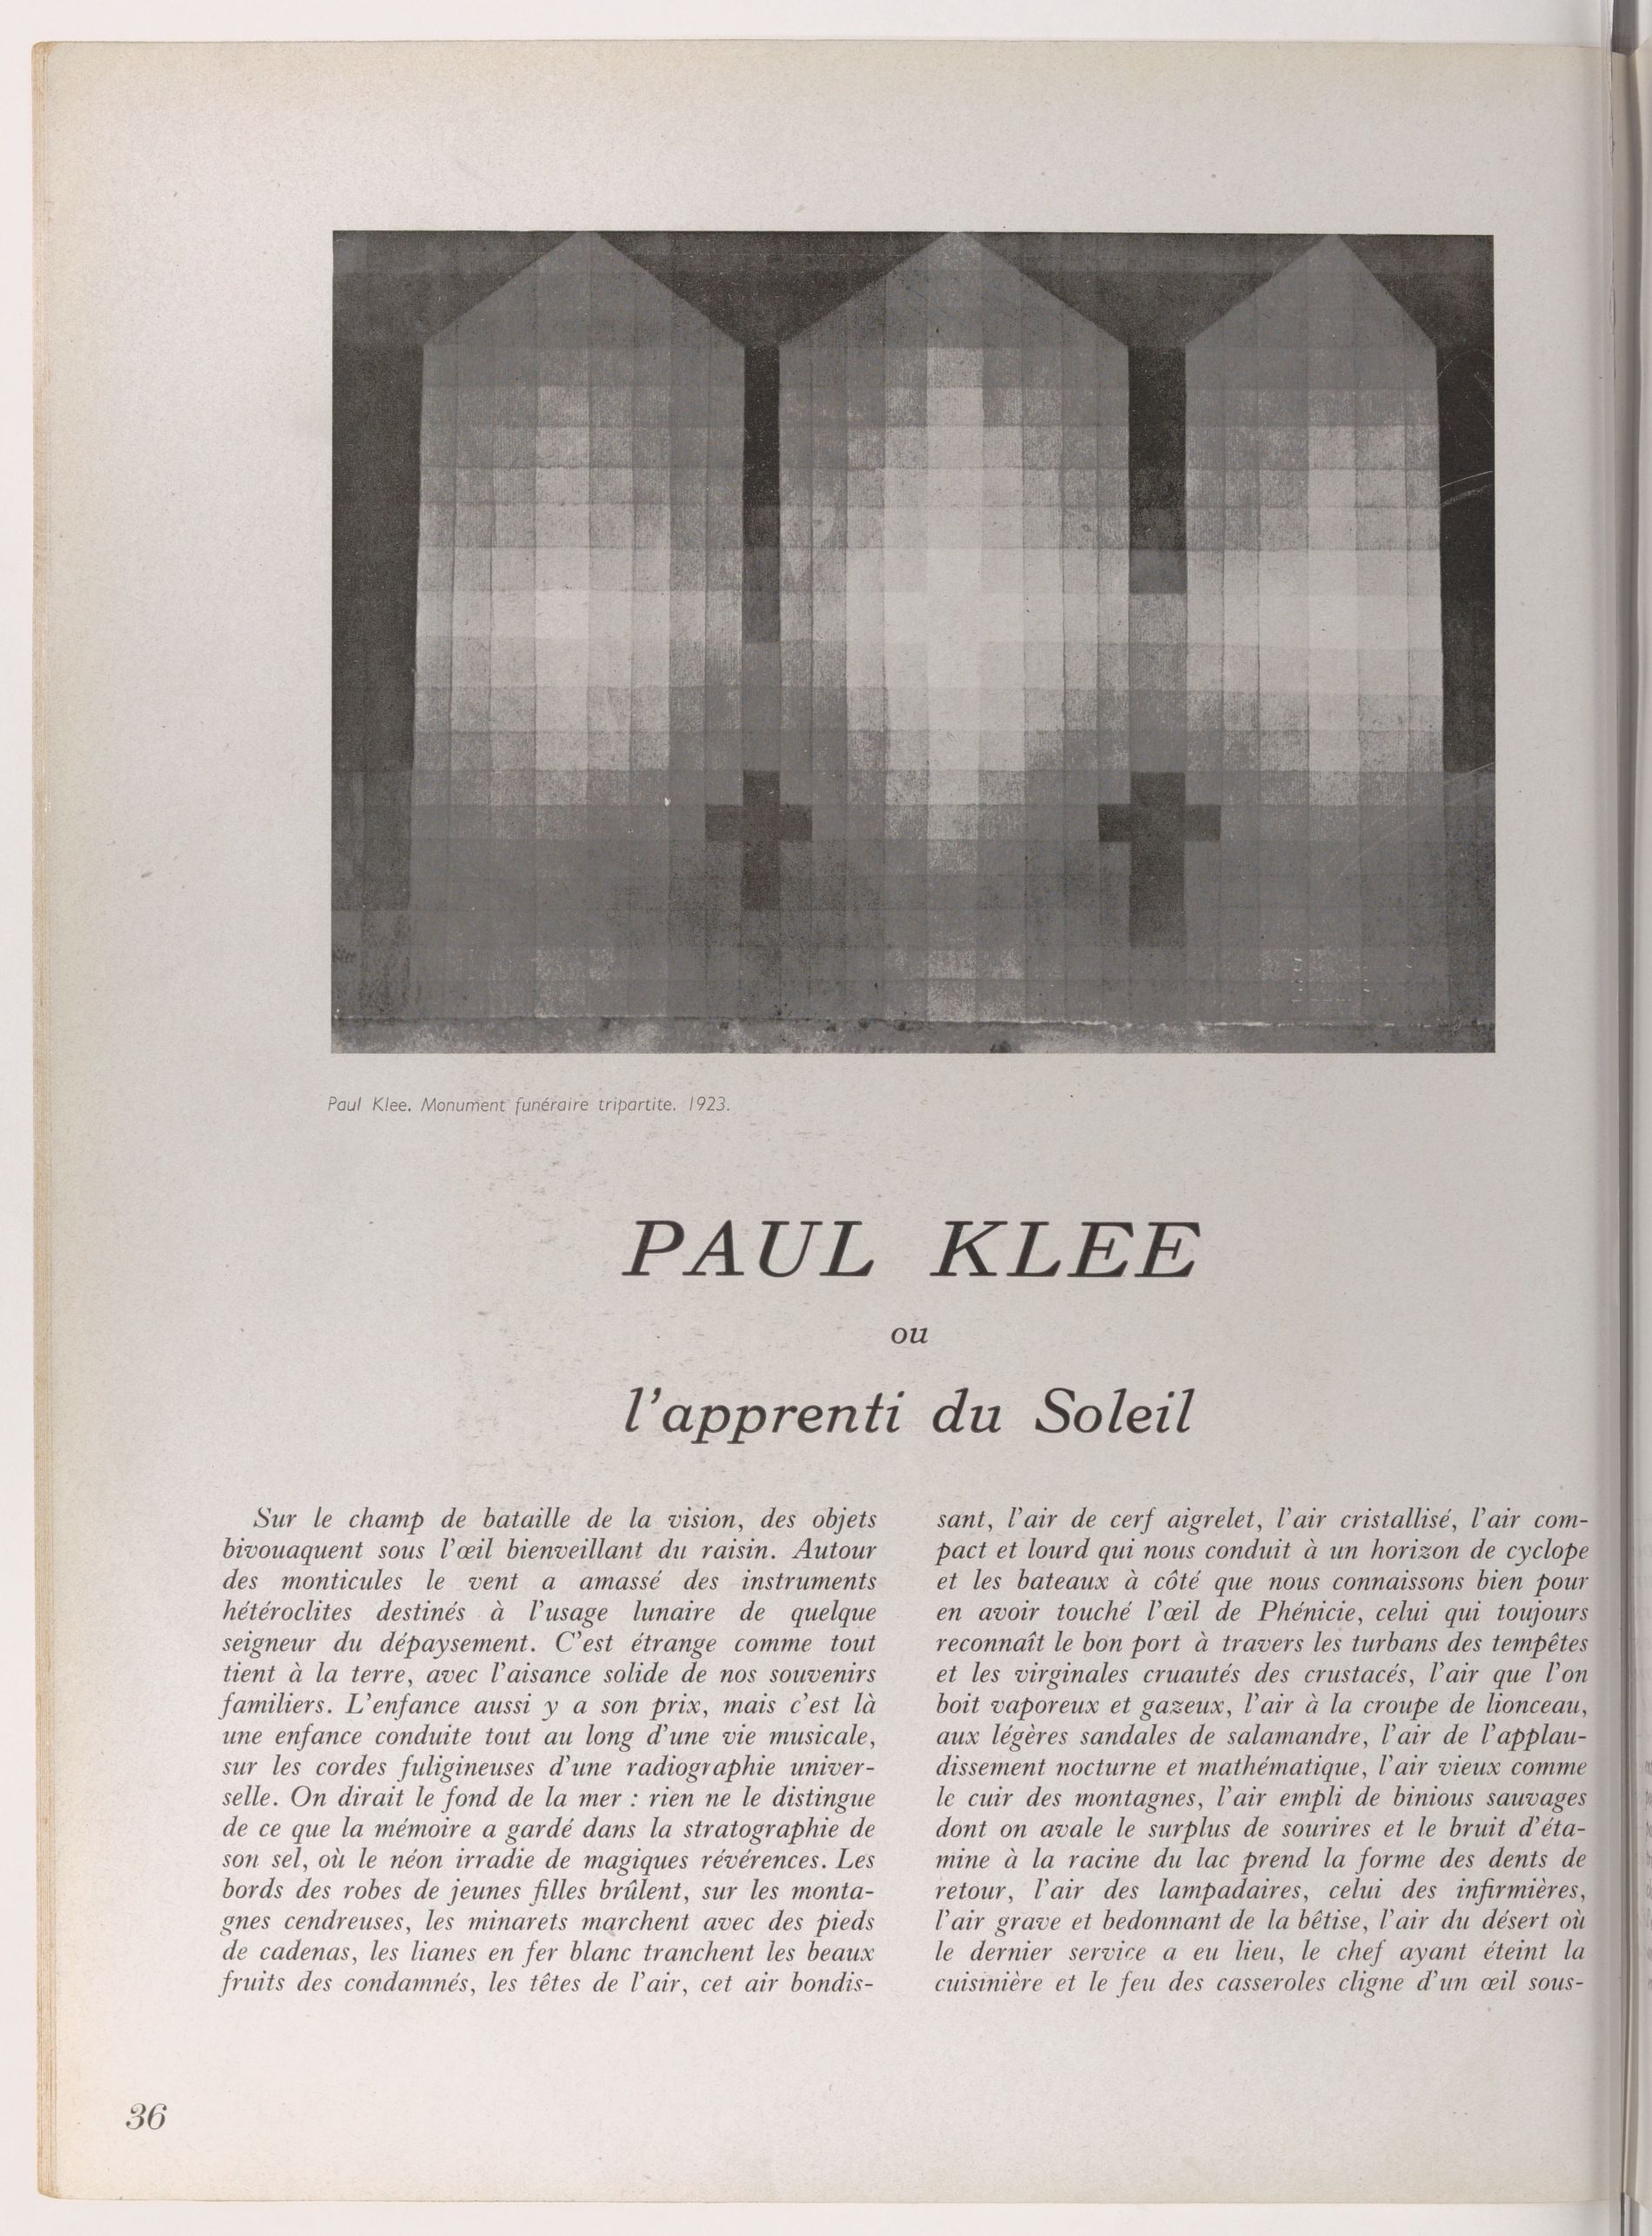 Paul Klee. Monument funéraire tripartite. 1923.
PAUL KLEE
ou
l'apprenti du Soleil
Sur le champ de bataille de la vision, des objets
bivouaquent sous l'œil bienveillant du raisin. Autour
des monticules le vent a amassé des instruments
hétéroclites destinés à l'usage lunaire de quelque
seigneur du dépaysement. C'est étrange comme tout
tient à la terre, avec l'aisance solide de nos souvenirs
familiers. L'enfance aussi y a son prix, mais c'est là
une enfance conduite tout au long d'une vie musicale,
sur les cordes fuligineuses d'une radiographie univer-
selle. On dirait le fond de la mer : rien ne le distingue
de ce que la mémoire a gardé dans la stratographie de
son sel, où le néon irradie de magiques révérences. Les
bords des robes de jeunes filles brûlent, sur les monta-
gnes cendreuses, les minarets marchent avec des pieds
de cadenas, les lianes en fer blanc tranchent les beaux
fruits des condamnés, les têtes de l'air, cet air bondis-
sant, l'air de cerf aigrelet, l'air cristallisé, l'air com-
pact et lourd qui nous conduit à un horizon de cyclope
et les bateaux à côté que nous connaissons bien pour
en avoir touché l'œil de Phénicie, celui qui toujours
reconnaît le bon port à travers les turbans des tempêtes
et les virginales cruautés des crustacés, l'air que l'on
boit vaporeux et gazeux, l'air à la croupe de lionceau,
aux légères sandales de salamandre, l'air de l'applau-
dissement nocturne et mathématique, l'air vieux comme
le cuir des montagnes, l'air empli de binious sauvages
dont on avale le surplus de sourires et le bruit d'éta-
mine à la racine du lac prend la forme des dents de
retour, l'air des lampadaires, celui des infirmières,
l'air grave et bedonnant de la bêtise, l'air du désert où
le dernier service a eu lieu, le chef ayant éteint la
cuisinière et le feu des casseroles cligne d'un œil sous-
36